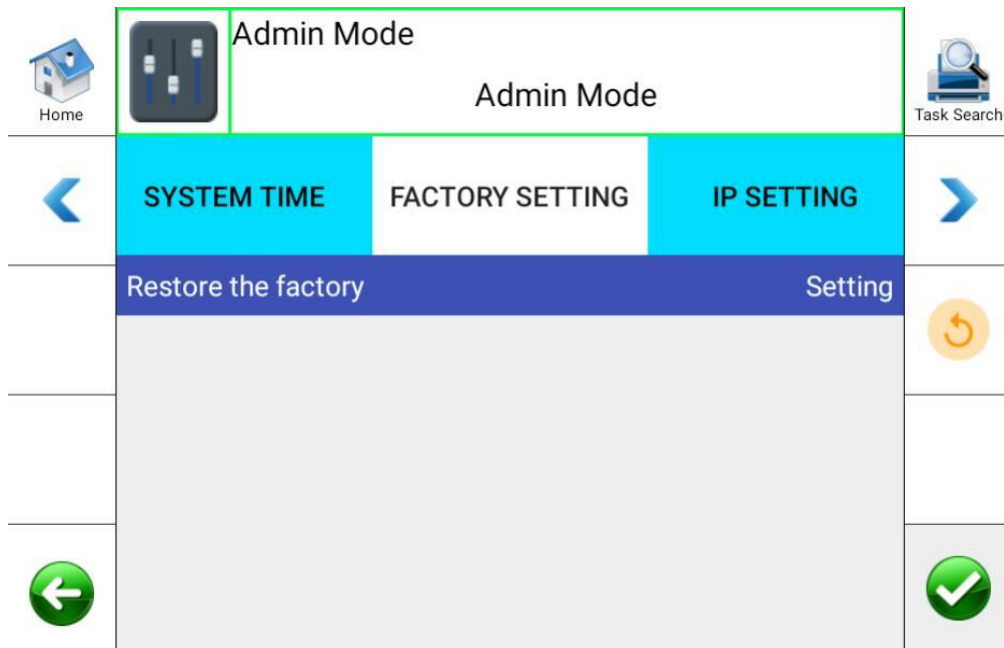 Admin Mode
Admin Mode
Home
Task Search
SYSTEM TIME
FACTORY SETTING
IP SETTING
Restore the factory
Setting